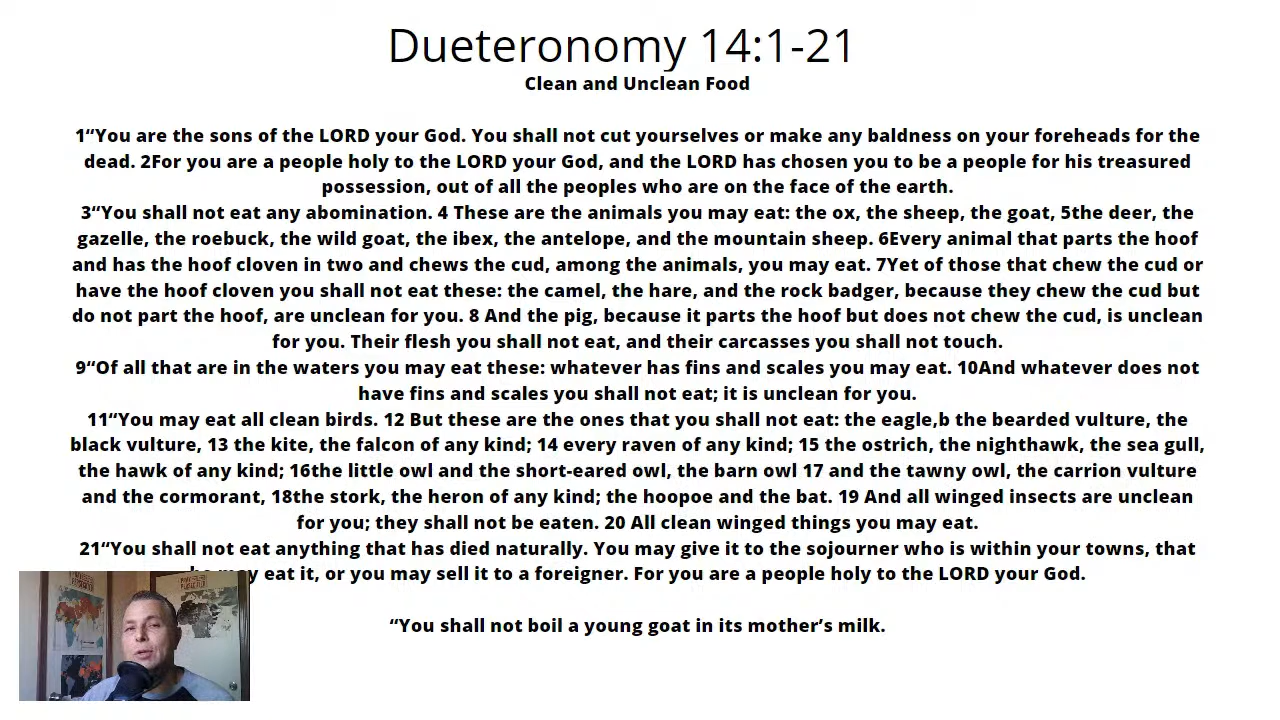 Dueteronomy 14:1-21
Clean and Unclean Food
1“You are the sons of the LORD your God. You shall not cut yourselves or make any baldness on your foreheads for the
dead. 2For you are a people holy to the LORD your God, and the LORD has chosen you to be a people for his treasured
possession, out of all the peoples who are on the face of the earth.
3“You shall not eat any abomination. 4 These are the animals you may eat: the ox, the sheep, the goat, 5the deer, the
gazelle, the roebuck, the wild goat, the ibex, the antelope, and the mountain sheep. 6Every animal that parts the hoof
and has the hoof cloven in two and chews the cud, among the animals, you may eat. 7Yet of those that chew the cud or
have the hoof cloven you shall not eat these: the camel, the hare, and the rock badger, because they chew the cud but
do not part the hoof, are unclean for you. 8 And the pig, because it parts the hoof but does not chew the cud, is unclean
for you. Their flesh you shall not eat, and their carcasses you shall not touch.
9“Of all that are in the waters you may eat these: whatever has fins and scales you may eat. 10And whatever does not
have fins and scales you shall not eat; it is unclean for you.
11“You may eat all clean birds. 12 But these are the ones that you shall not eat: the eagle,b the bearded vulture, the
black vulture, 13 the kite, the falcon of any kind; 14 every raven of any kind; 15 the ostrich, the nighthawk, the sea gull,
the hawk of any kind; 16the little owl and the short-eared owl, the barn owl 17 and the tawny owl, the carrion vulture
and the cormorant, 18the stork, the heron of any kind; the hoopoe and the bat. 19 And all winged insects are unclean
for you; they shall not be eaten. 20 All clean winged things you may eat.
21“You shall not eat anything that has died naturally. You may give it to the sojourner who is within your towns, that
eat it, or you may sell it to a foreigner. For you are a people holy to the LORD your God.
“You shall not boil a young goat in its mother’s milk.